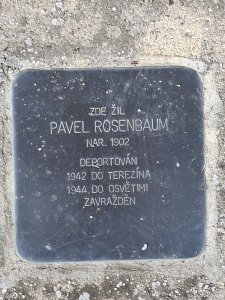 ZDE ŽIL
PAVEL ROSENBAUM
NAR. 1902
DEPORTOVÁN
1942 DO TEREZÍNA
1944 DO OSVĚTIMI
ZAVRAŽDĚN